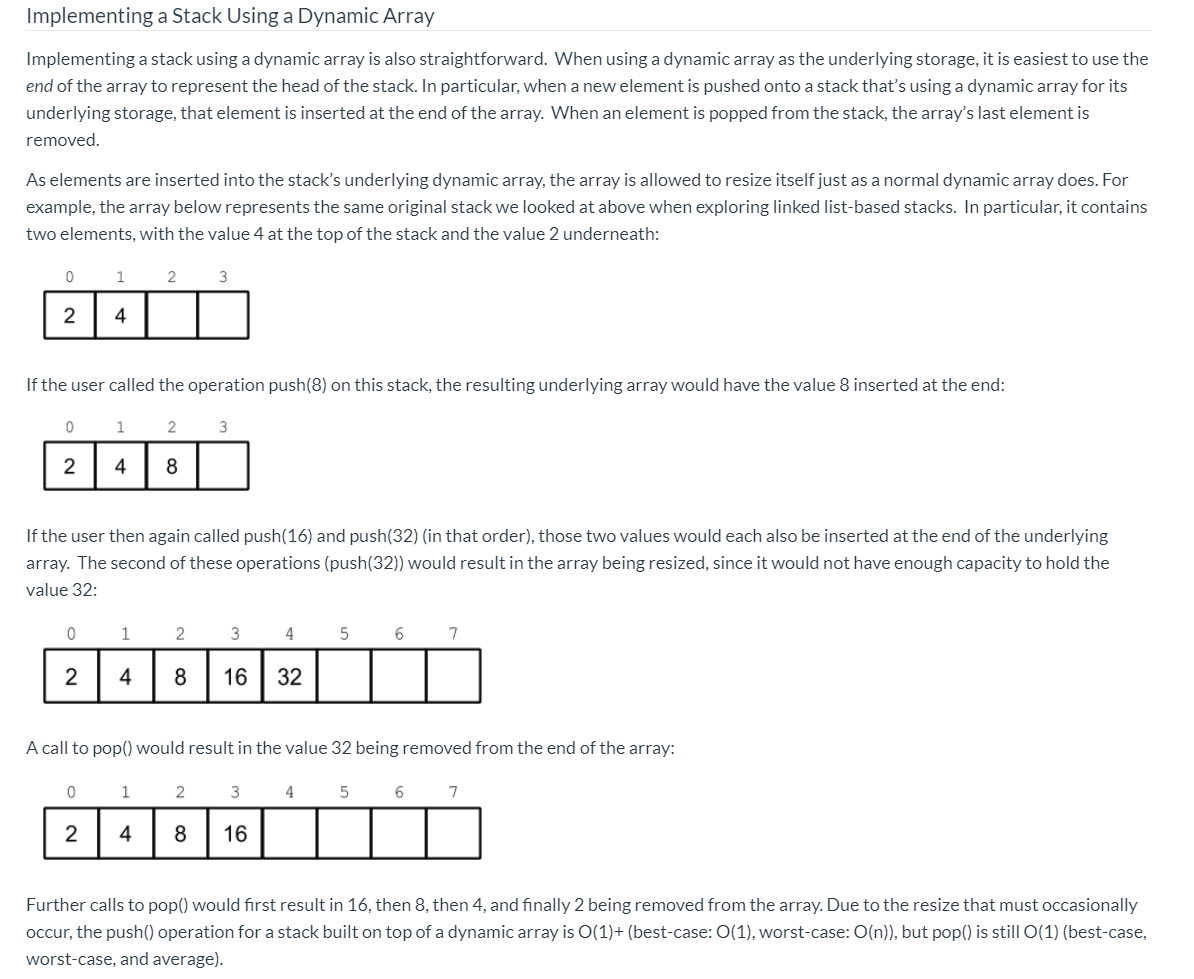 Implementing a Stack Using a Dynamic Array
Implementing a stack using a dynamic array is also straightforward. When using a dynamic array as the underlying storage, it is easiest to use the
end of the array to represent the head of the stack. In particular, when a new element is pushed onto a stack that’s using a dynamic array for its
underlying storage, that element is inserted at the end of the array. When an element is popped from the stack, the array’s last element is
removed.
As elements are inserted into the stack’s underlying dynamic array, the array is allowed to resize itself just as a normal dynamic array does. For
example, the array below represents the same original stack we looked at above when exploring linked list-based stacks. In particular, it contains
two elements, with the value 4 at the top of the stack and the value 2 underneath:
0 1 2 3
2 4
If the user called the operation push(8) on this stack, the resulting underlying array would have the value 8 inserted at the end:
0 1 2 3
2 4 8
If the user then again called push(16) and push(32) (in that order), those two values would each also be inserted at the end of the underlying
array. The second of these operations (push(32)) would result in the array being resized, since it would not have enough capacity to hold the
value 32:
0 1 2 3 4 5 6 7
2 4 8 16 32
A call to pop() would result in the value 32 being removed from the end of the array:
0 1 2 3 4 5 6 7
2 4 8 16
Further calls to pop() would first result in 16, then 8, then 4, and finally 2 being removed from the array. Due to the resize that must occasionally
occur, the push() operation for a stack built on top of a dynamic array is O(1)+ (best-case: O(1), worst-case: O(n)), but pop() is still O(1) (best-case,
worst-case, and average).